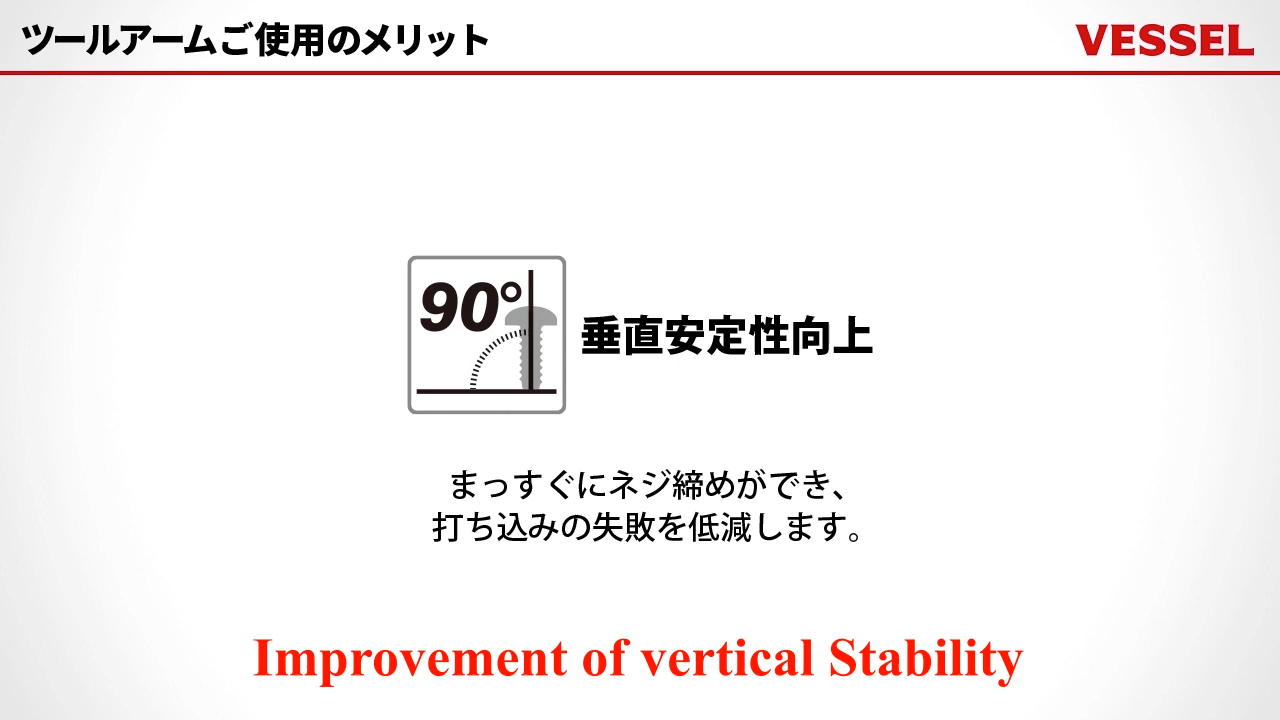 ツールアームご使用のメリット
VESSEL
90°
垂直安定性向上
まっすぐにネジ締めができ、
打ち込みの失敗を低減します。
Improvement of vertical Stability